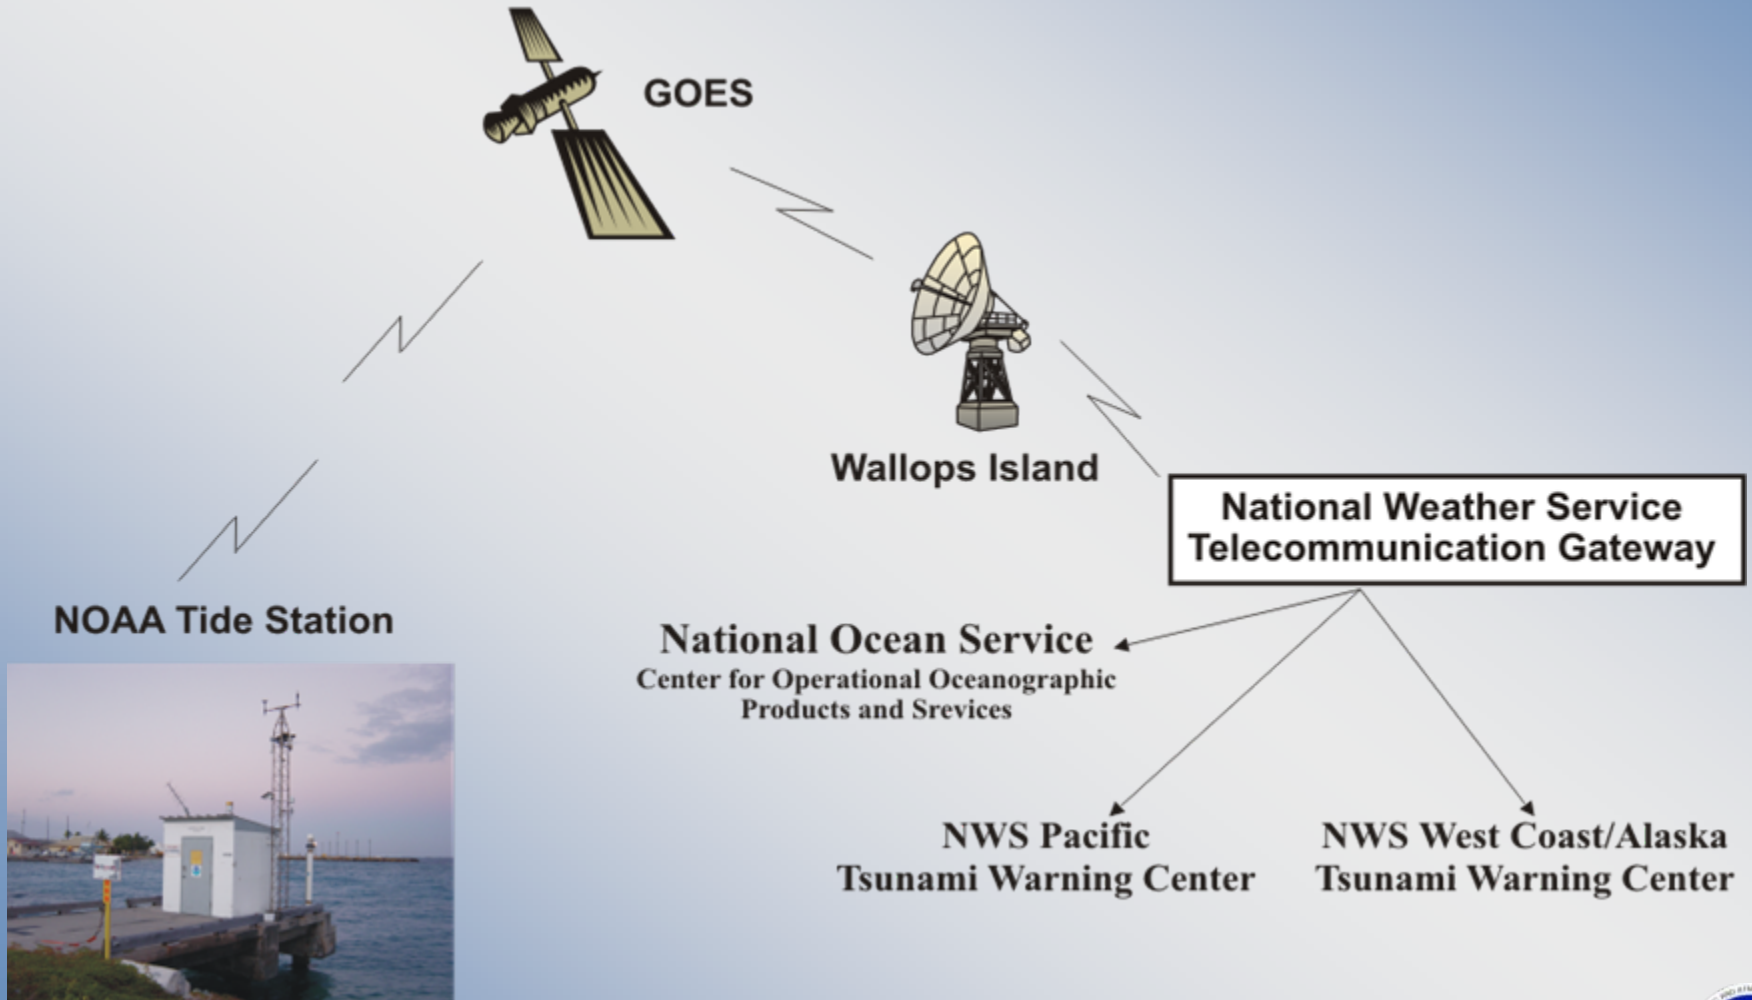 GOES
Wallops Island
National Weather Service
Telecommunication Gateway
NOAA Tide Station
National Ocean Service
Center for Operational Oceanographic
Products and Srevices
NWS Pacific
Tsunami Warning Center
NWS West Coast/Alaska
Tsunami Warning Center